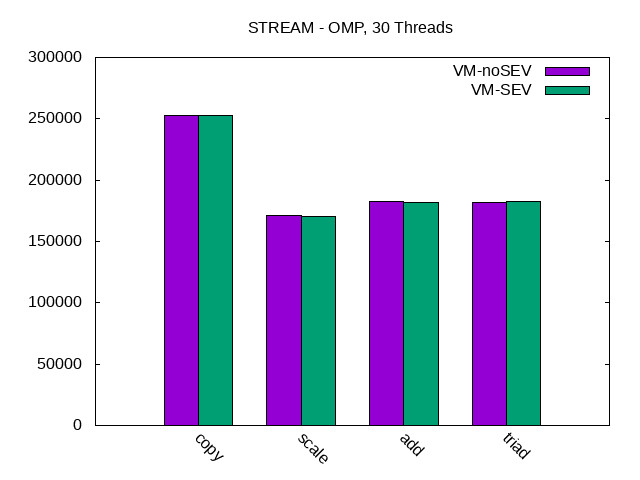 STREAM - OMP, 30 Threads
300000
250000
200000
150000
100000
50000
0
VM-noSEV
VM-SEV
copy
scale
add
triad